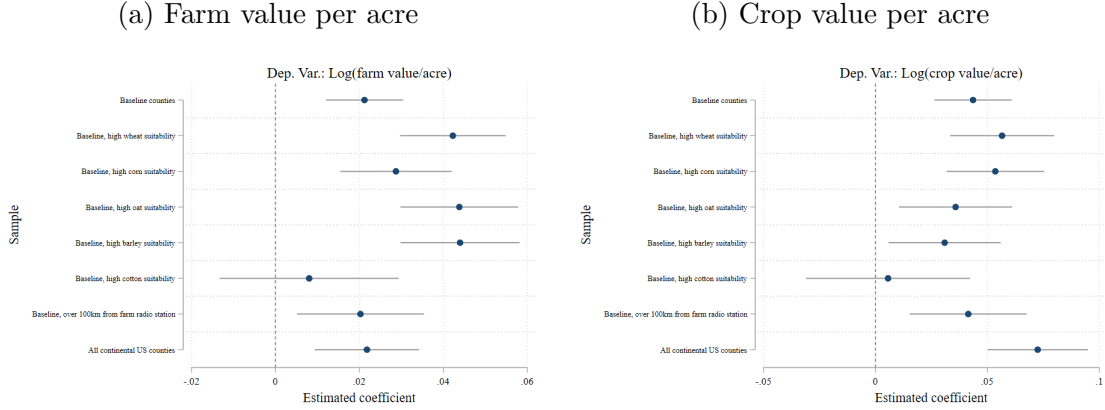 (a) Farm value per acre
Dep. Var.: Log(farm value/acre)
Sample
Baseline counties
Baseline, high wheat suitability
Baseline, high corn suitability
Baseline, high oat suitability
Baseline, high barley suitability
Baseline, high cotton suitability
Baseline, over 100km from farm radio station
All continental US counties
-.02 0 .02 .04 .06
Estimated coefficient
(b) Crop value per acre
Dep. Var.: Log(crop value/acre)
Sample
Baseline counties
Baseline, high wheat suitability
Baseline, high corn suitability
Baseline, high oat suitability
Baseline, high barley suitability
Baseline, high cotton suitability
Baseline, over 100km from farm radio station
All continental US counties
-.05 0 .05 .1
Estimated coefficient